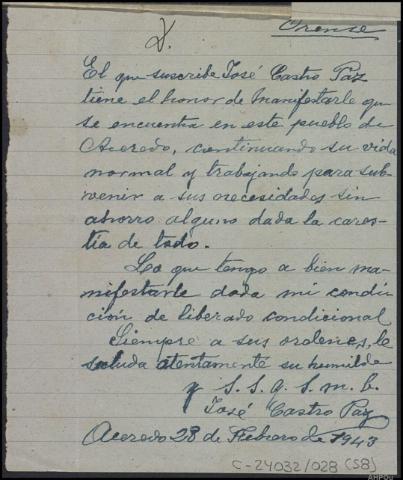 Orense
El que suscribe José Castro Paz
tiene el honor de manifestarle que
se encuentra en este pueblo de
Acevedo, continuando su vida
normal y trabajando para sub-
venir a sus necesidades sin
ahorro alguno dada la cares-
tía de todo.
Lo que tengo a bien ma-
nifestarle dada mi condi-
ción de liberado condicional
Siempre a sus ordenes, le
saluda atentamente su humilde
y S. S. q. s. m. b.
José Castro Paz
Acevedo 28 de Febrero de 1943
C-24032/028 (58)
AHPOu